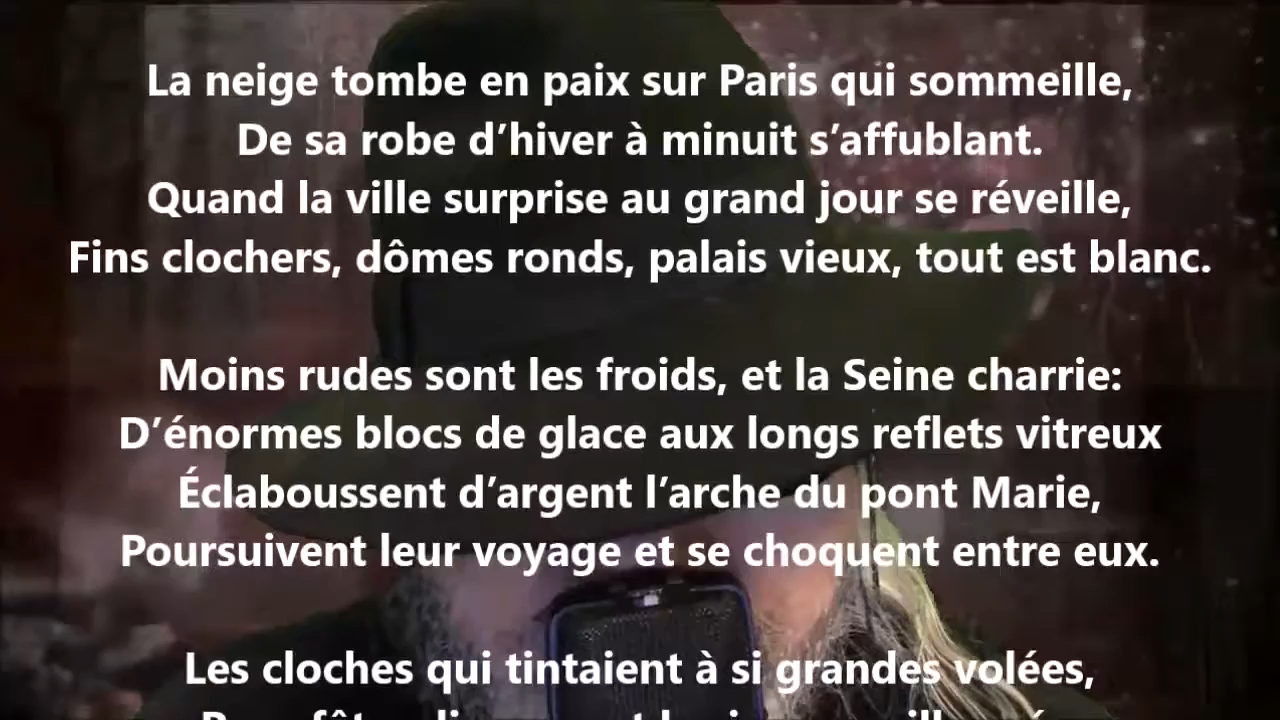 La neige tombe en paix sur Paris qui sommeille,
De sa robe d’hiver à minuit s’affublant.
Quand la ville surprise au grand jour se réveille,
Fins clochers, dômes ronds, palais vieux, tout est blanc.
Moins rudes sont les froids, et la Seine charrie:
D’énormes blocs de glace aux longs reflets vitreux
Éclaboussent d’argent l’arche du pont Marie,
Poursuivent leur voyage et se choquent entre eux.
Les cloches qui tintaient à si grandes volées,